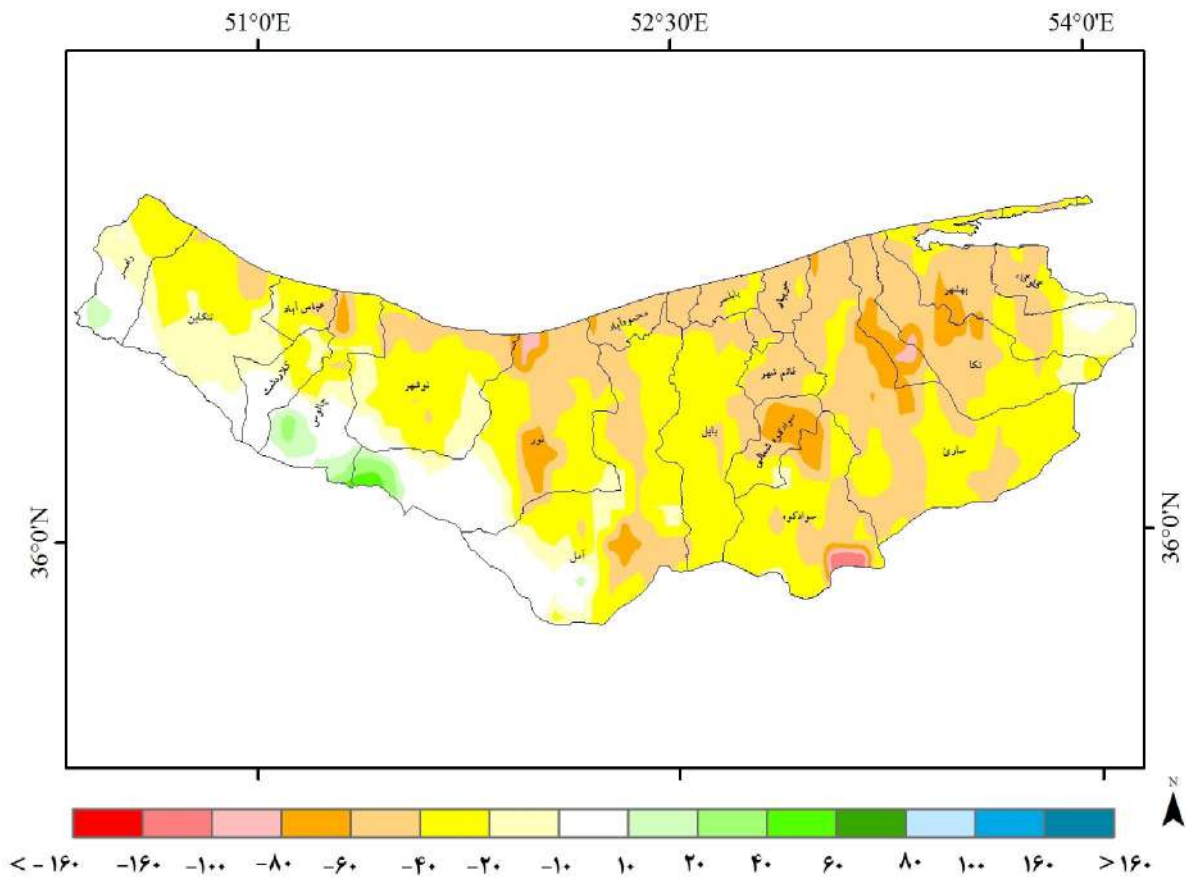 51°0'E 52°30'E 54°0'E
رامسر
تنکابن
عباس آباد
کلاردشت
چالوس
نوشهر
نور
محمودآباد
آمل
بابلسر
بابل
جویبار
قائم شهر
سوادکوه شمالی
سوادکوه
بهشهر
گلوگاه
نکا
ساری
36°0'N 36°0'N
N
< -۱۶۰ -۱۶۰ -۱۰۰ -۸۰ -۶۰ -۴۰ -۲۰ -۱۰ ۱۰ ۲۰ ۴۰ ۶۰ ۸۰ ۱۰۰ ۱۶۰ >۱۶۰